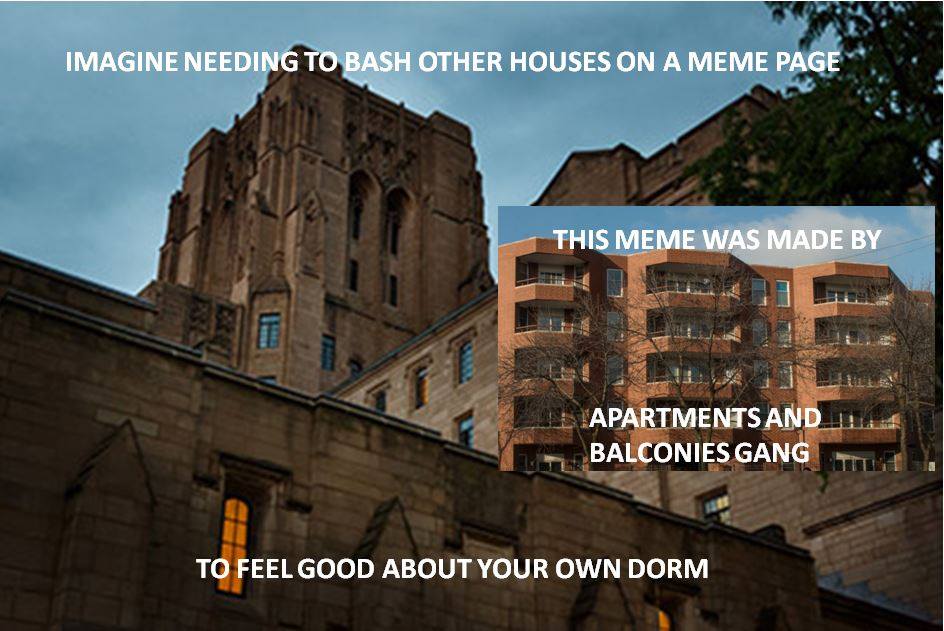 IMAGINE NEEDING TO BASH OTHER HOUSES ON A MEME PAGE
THIS MEME WAS MADE BY
APARTMENTS AND
BALCONIES GANG
TO FEEL GOOD ABOUT YOUR OWN DORM